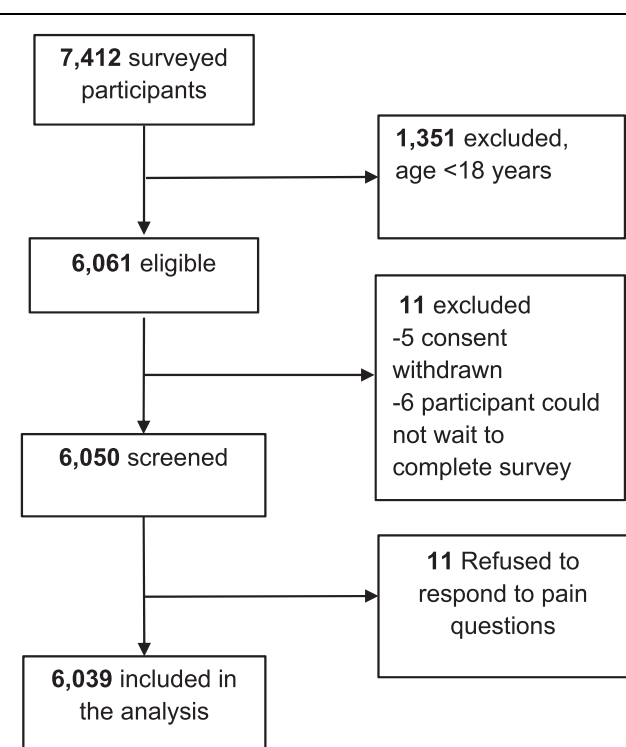 7,412 surveyed
participants
1,351 excluded,
age <18 years
6,061 eligible
11 excluded
-5 consent
withdrawn
-6 participant could
not wait to
complete survey
6,050 screened
11 Refused to
respond to pain
questions
6,039 included in
the analysis